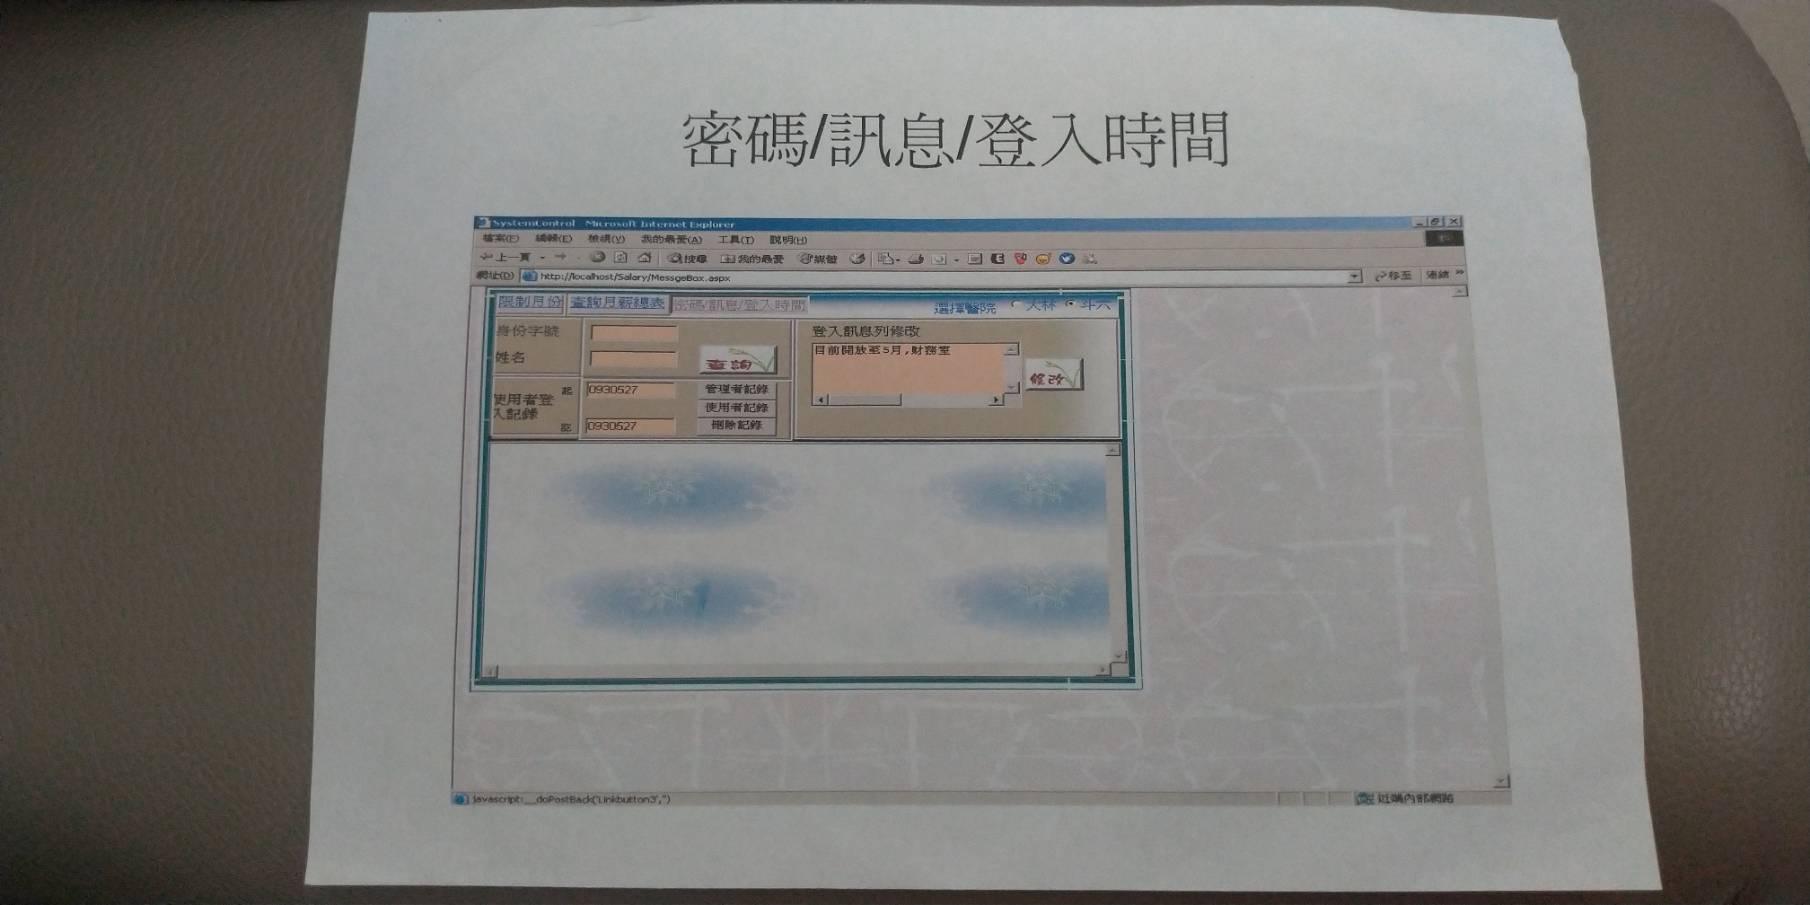 密碼/訊息/登入時間
SystemControl - Microsoft Internet Explorer
檔案(F) 編輯(E) 檢視(V) 我的最愛(A) 工具(T) 說明(H)
上一頁 搜尋 我的最愛 媒體
網址(D) http://localhost/Salary/MessgeBox.aspx 移至 連結 »
限制月份 查詢月薪總表 密碼/訊息/登入時間 選擇醫院 大林 斗六
身份字號
姓名
查詢
使用者登入記錄
起 0930527 管理者記錄
使用者記錄
訖 0930527 刪除記錄
登入訊息列修改
目前開放至5月,財務室
修改
javascript:__doPostBack('Linkbutton3','') 近端內部網路